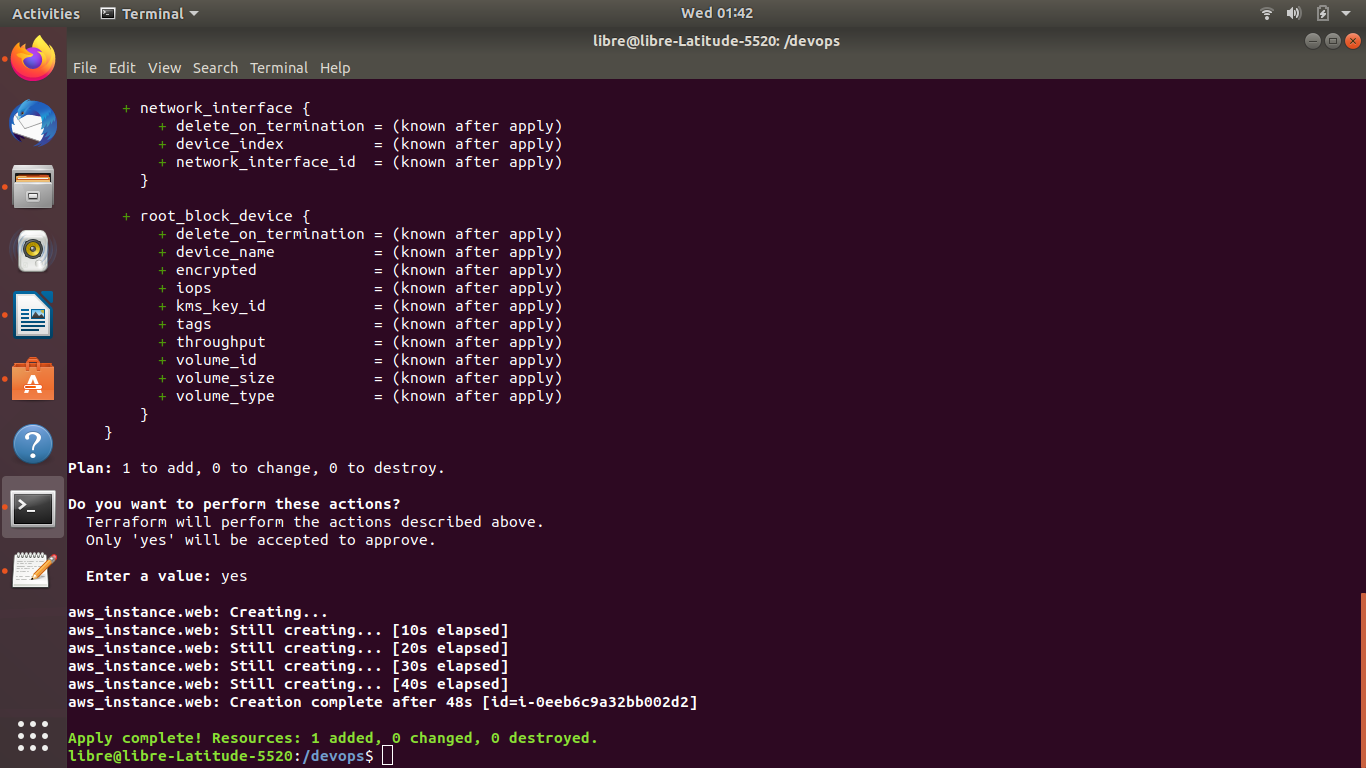 Activities Terminal Wed 01:42
libre@libre-Latitude-5520: /devops
File Edit View Search Terminal Help
+ network_interface {
+ delete_on_termination = (known after apply)
+ device_index = (known after apply)
+ network_interface_id = (known after apply)
}
+ root_block_device {
+ delete_on_termination = (known after apply)
+ device_name = (known after apply)
+ encrypted = (known after apply)
+ iops = (known after apply)
+ kms_key_id = (known after apply)
+ tags = (known after apply)
+ throughput = (known after apply)
+ volume_id = (known after apply)
+ volume_size = (known after apply)
+ volume_type = (known after apply)
}
}
Plan: 1 to add, 0 to change, 0 to destroy.
Do you want to perform these actions?
Terraform will perform the actions described above.
Only 'yes' will be accepted to approve.
Enter a value: yes
aws_instance.web: Creating...
aws_instance.web: Still creating... [10s elapsed]
aws_instance.web: Still creating... [20s elapsed]
aws_instance.web: Still creating... [30s elapsed]
aws_instance.web: Still creating... [40s elapsed]
aws_instance.web: Creation complete after 48s [id=i-0eeb6c9a32bb002d2]
Apply complete! Resources: 1 added, 0 changed, 0 destroyed.
libre@libre-Latitude-5520:/devops$